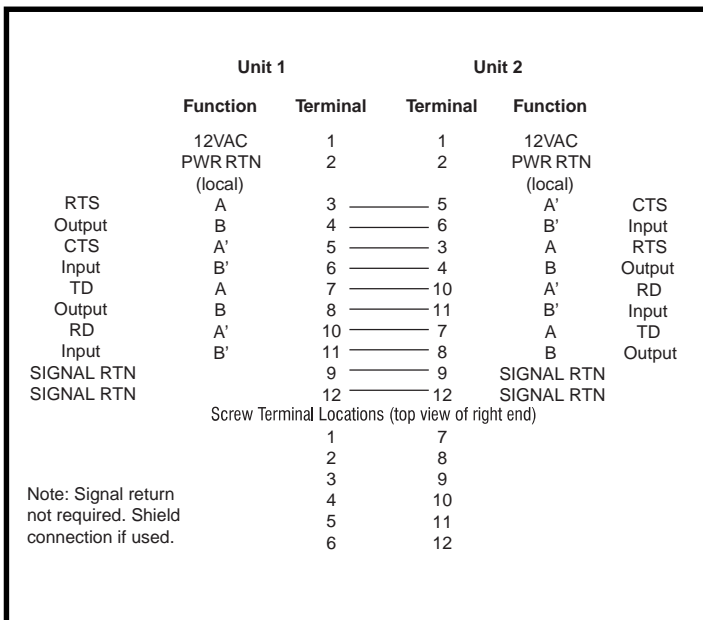 Unit 1 Unit 2
Function Terminal Terminal Function
12VAC 1 1 12VAC
PWR RTN 2 2 PWR RTN
(local) (local)
RTS A 3 5 A' CTS
Output B 4 6 B' Input
CTS A' 5 3 A RTS
Input B' 6 4 B Output
TD A 7 10 A' RD
Output B 8 11 B' Input
RD A' 10 7 A TD
Input B' 11 8 B Output
SIGNAL RTN 9 9 SIGNAL RTN
SIGNAL RTN 12 12 SIGNAL RTN
Screw Terminal Locations (top view of right end)
1 7
2 8
3 9
4 10
5 11
6 12
Note: Signal return
not required. Shield
connection if used.